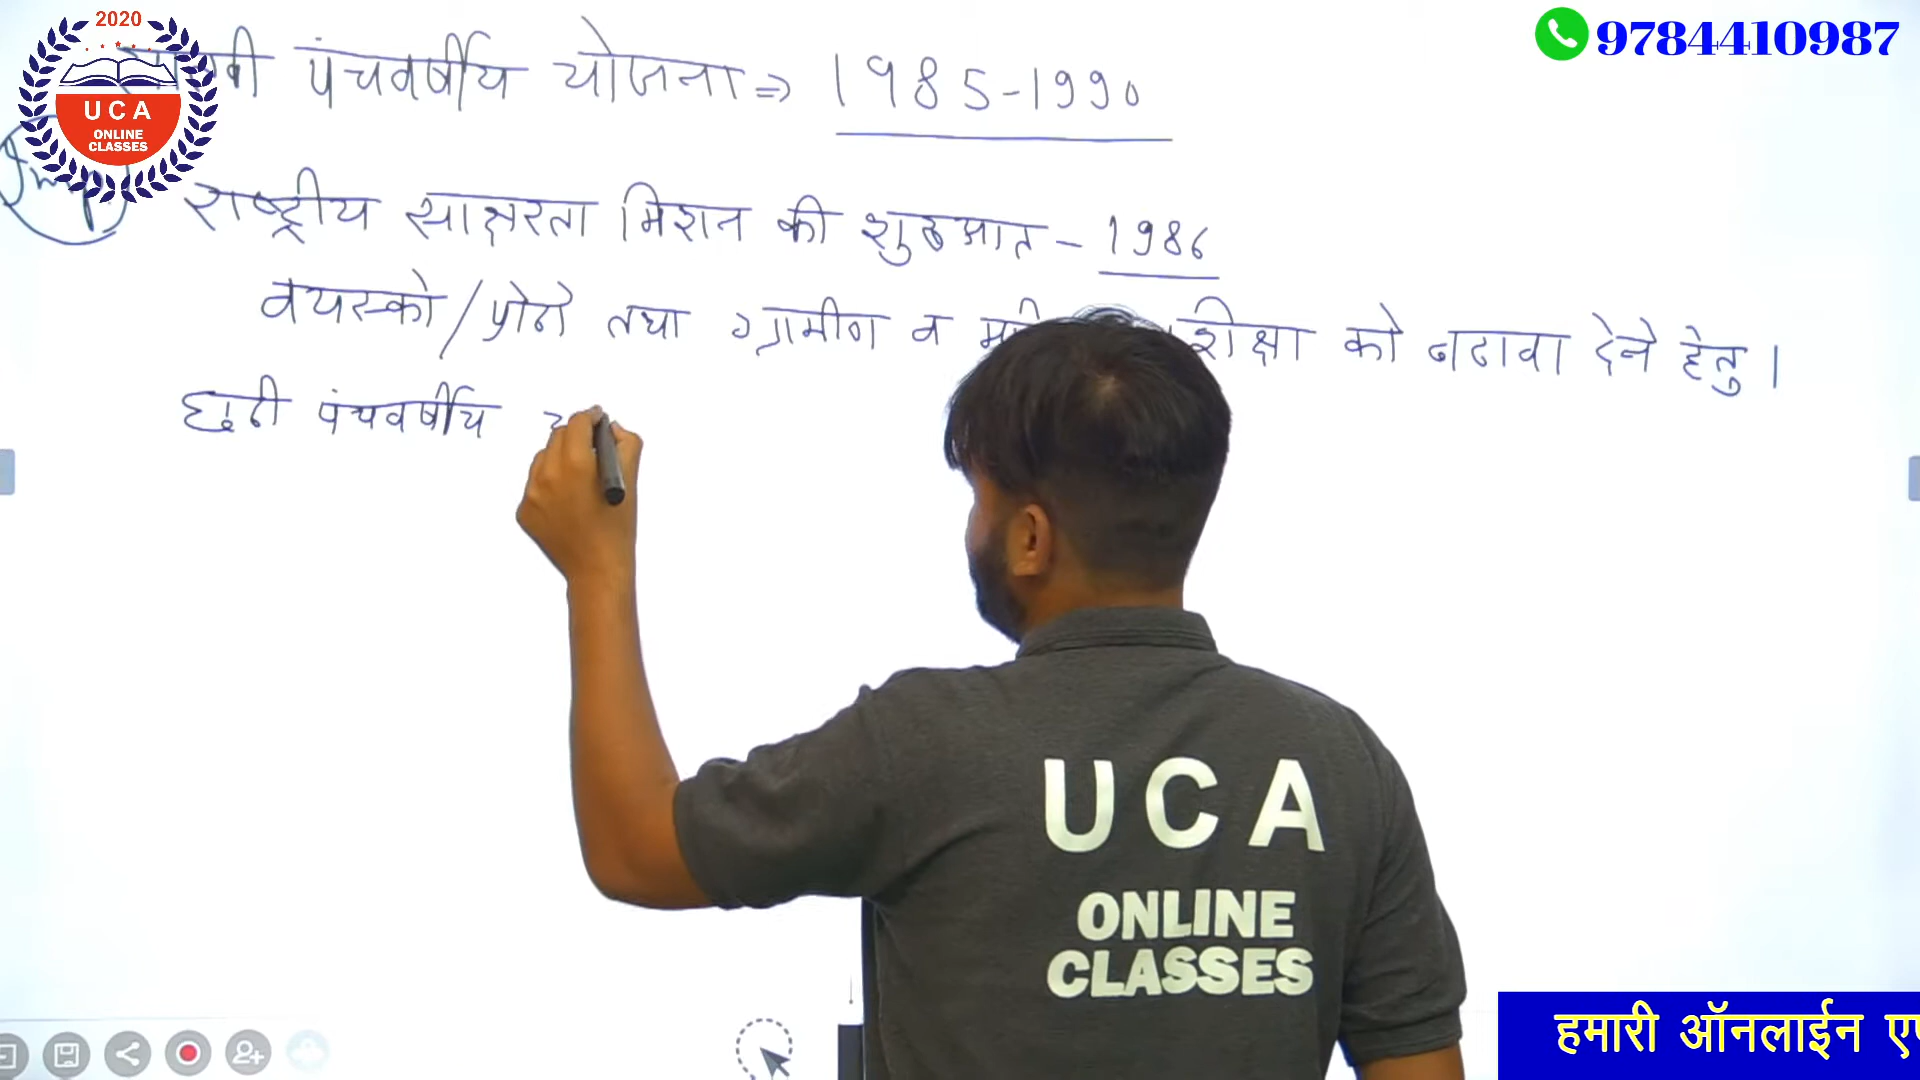 2020
UCA
ONLINE
CLASSES
9784410987
पंचवर्षीय योजना ⇒ 1985-1990
Imp
राष्ट्रीय साक्षरता मिशन की शुरुआत - 1986
वयस्को/प्रोढो तथा ग्रामीण व शिक्षा को बढावा देने हेतु।
छठी पंचवर्षीय
UCA
ONLINE
CLASSES
हमारी ऑनलाईन